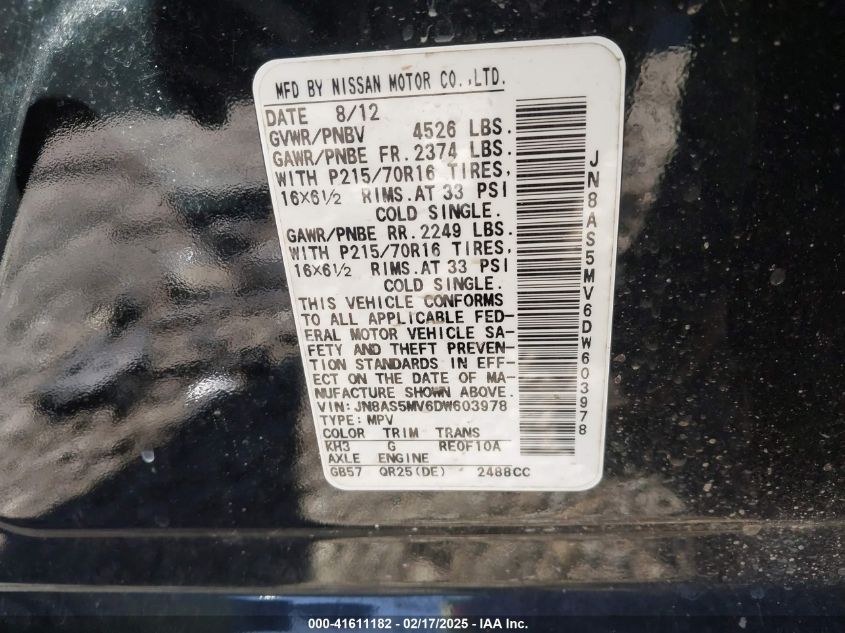 MFD BY NISSAN MOTOR CO.,LTD.
DATE 8/12
GVWR/PNBV 4526 LBS.
GAWR/PNBE FR. 2374 LBS.
WITH P215/70R16 TIRES,
16X6½ RIMS. AT 33 PSI
COLD SINGLE.
GAWR/PNBE RR. 2249 LBS.
WITH P215/70R16 TIRES,
16X6½ RIMS. AT 33 PSI
COLD SINGLE.
THIS VEHICLE CONFORMS
TO ALL APPLICABLE FED-
ERAL MOTOR VEHICLE SA-
FETY AND THEFT PREVEN-
TION STANDARDS IN EFF-
ECT ON THE DATE OF MA-
NUFACTURE SHOWN ABOVE.
VIN: JN8AS5MV6DW603978
TYPE: MPV
COLOR TRIM TRANS
KH3 G RE0F10A
AXLE ENGINE
GB57 QR25(DE) 2488CC
JN8AS5MV6DW603978
000-41611182 - 02/17/2025 - IAA Inc.